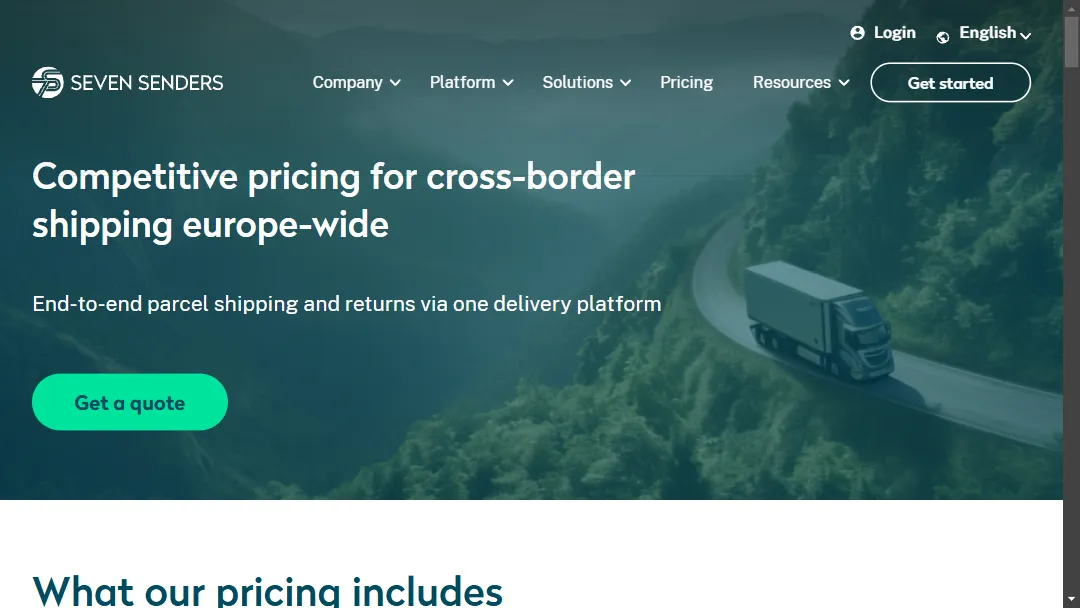 Login
English
SEVEN SENDERS
Company
Platform
Solutions
Pricing
Resources
Get started
Competitive pricing for cross-border
shipping europe-wide
End-to-end parcel shipping and returns via one delivery platform
Get a quote
What our pricing includes